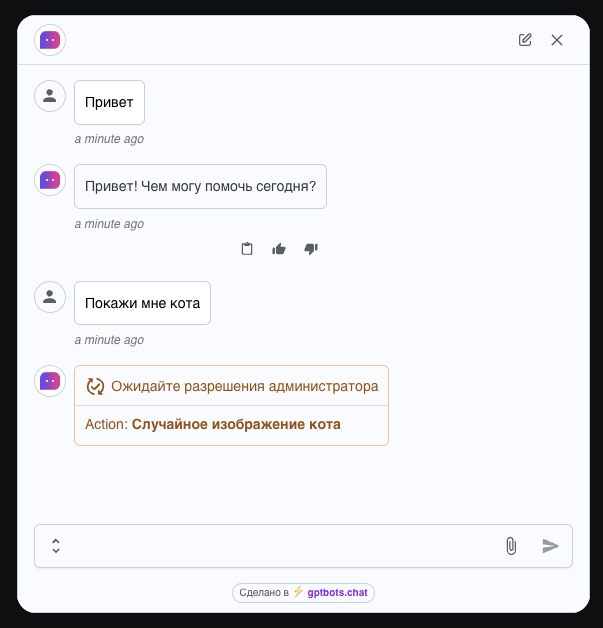 Привет
a minute ago
Привет! Чем могу помочь сегодня?
a minute ago
Покажи мне кота
a minute ago
Ожидайте разрешения администратора
Action: Случайное изображение кота
Сделано в ⚡ gptbots.chat